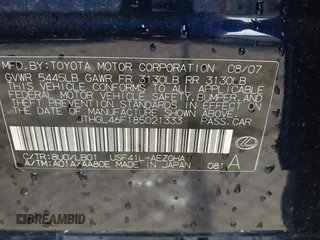 MFD. BY: TOYOTA MOTOR CORPORATION 08/07
GVWR 5445LB GAWR FR 3130LB RR 3130LB
THIS VEHICLE CONFORMS TO ALL APPLICABLE
FEDERAL MOTOR VEHICLE SAFETY, BUMPER, AND
THEFT PREVENTION STANDARDS IN EFFECT ON
THE DATE OF MANUFACTURE SHOWN ABOVE.
JTHGL46F185021333 PASS.CAR
C/TR: 8U0/LB01 USF41L-AEZGHA
A/TM: A01A/AA80E MADE IN JAPAN
A